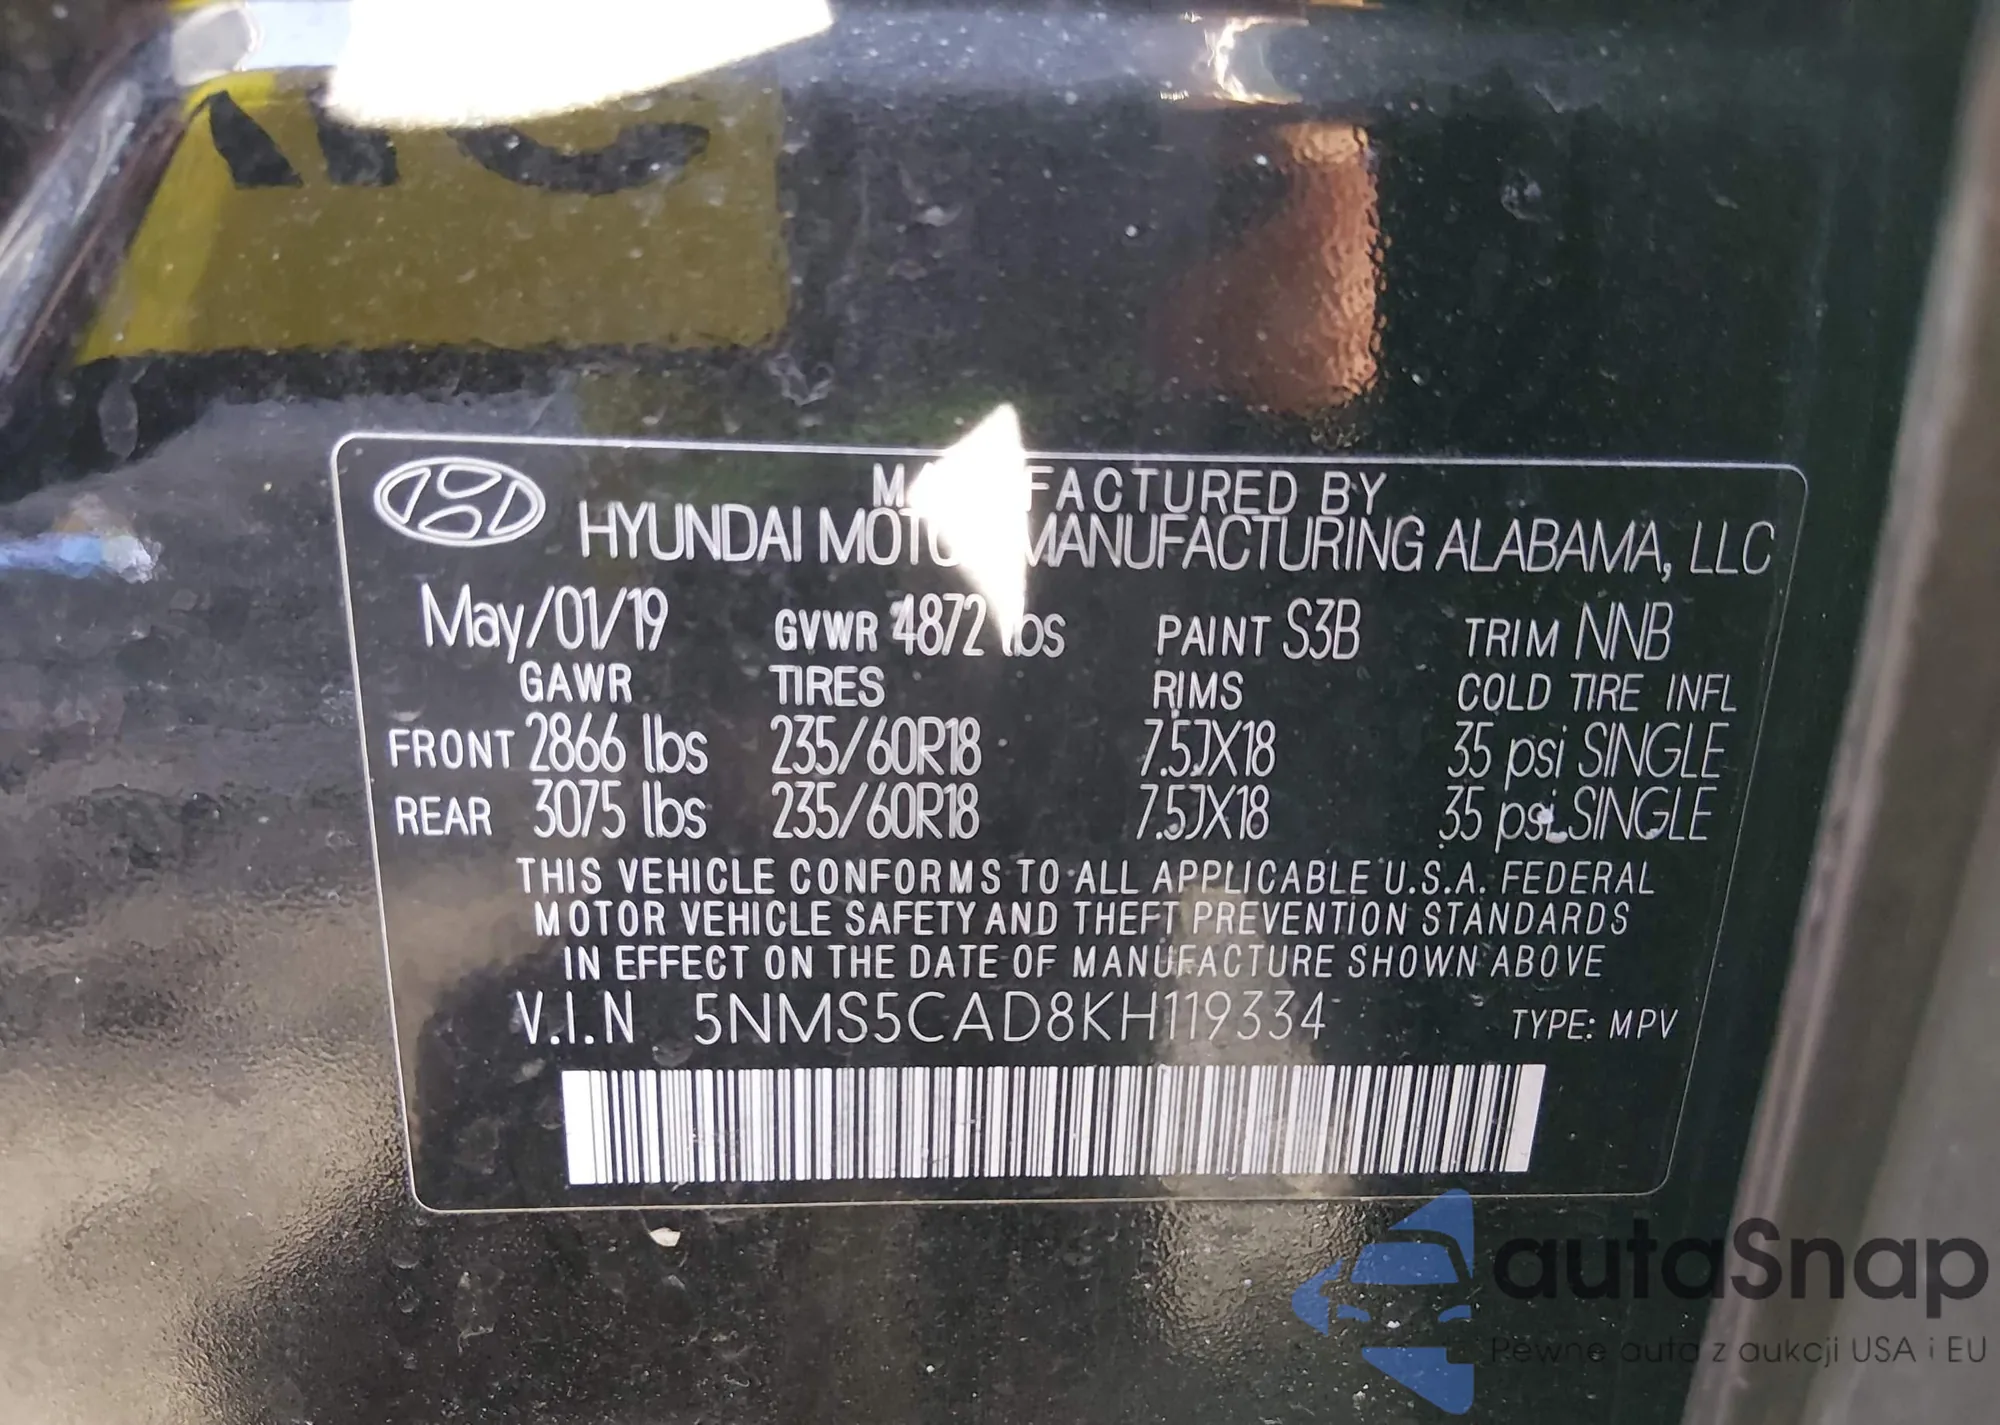 MANUFACTURED BY
HYUNDAI MOTOR MANUFACTURING ALABAMA, LLC
May/01/19 GVWR 4872 lbs PAINT S3B TRIM NNB
GAWR TIRES RIMS COLD TIRE INFL
FRONT 2866 lbs 235/60R18 7.5JX18 35 psi SINGLE
REAR 3075 lbs 235/60R18 7.5JX18 35 psi SINGLE
THIS VEHICLE CONFORMS TO ALL APPLICABLE U.S.A. FEDERAL
MOTOR VEHICLE SAFETY AND THEFT PREVENTION STANDARDS
IN EFFECT ON THE DATE OF MANUFACTURE SHOWN ABOVE
V.I.N 5NMS5CAD8KH119334 TYPE: MPV
autaSnap
Pewne auta z aukcji USA i EU